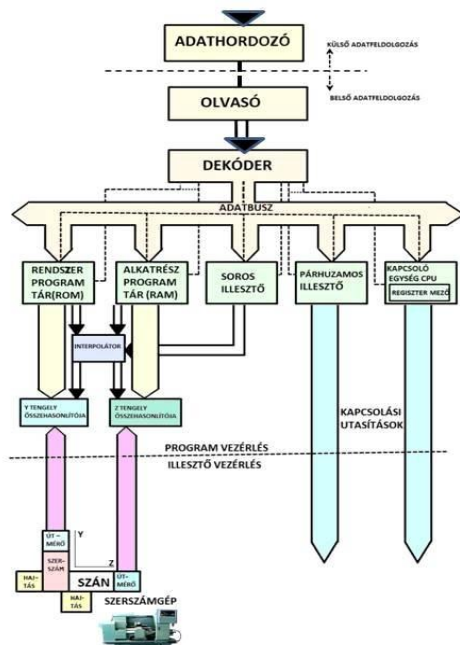 ADATHORDOZÓ
KÜLSŐ ADATFELDOLGOZÁS
BELSŐ ADATFELDOLGOZÁS
OLVASÓ
DEKÓDER
ADATBUSZ
RENDSZER
PROGRAM
TÁR(ROM)
ALKATRÉSZ
PROGRAM
TÁR (RAM)
SOROS
ILLESZTŐ
PÁRHUZAMOS
ILLESZTŐ
KAPCSOLÓ
EGYSÉG CPU
REGISZTER MEZŐ
INTERPOLÁTOR
Y TENGELY
ÖSSZEHASONLÍTÓJA
Z TENGELY
ÖSSZEHASONLÍTÓJA
KAPCSOLÁSI
UTASÍTÁSOK
PROGRAM VEZÉRLÉS
ILLESZTŐ VEZÉRLÉS
ÚT-
MÉRŐ
Y
SZER-
SZÁM
Z
HAJ-
TÁS
SZÁN
ÚT-
MÉRŐ
HAJ-
TÁS
SZERSZÁMGÉP